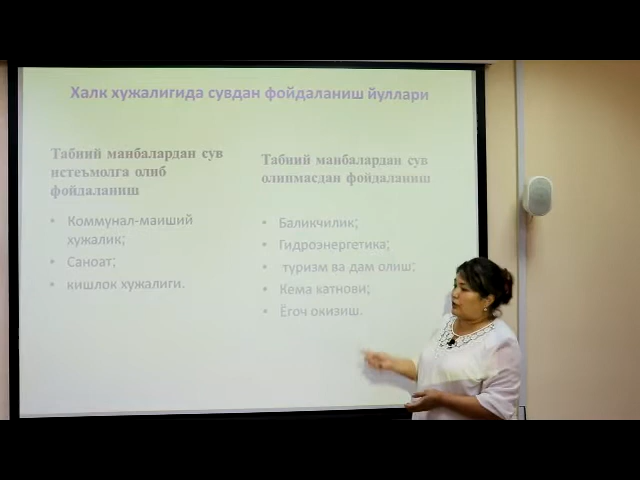 Халк хужалигида сувдан фойдаланиш йуллари
Табиий манбалардан сув
истеъмолга олиб
фойдаланиш
• Коммунал-маиший
хужалик;
• Саноат;
• кишлок хужалиги.
Табиий манбалардан сув
олинмасдан фойдаланиш
• Баликчилик;
• Гидроэнергетика;
• туризм ва дам олиш;
• Кема катнови;
• Ёгоч окизиш.